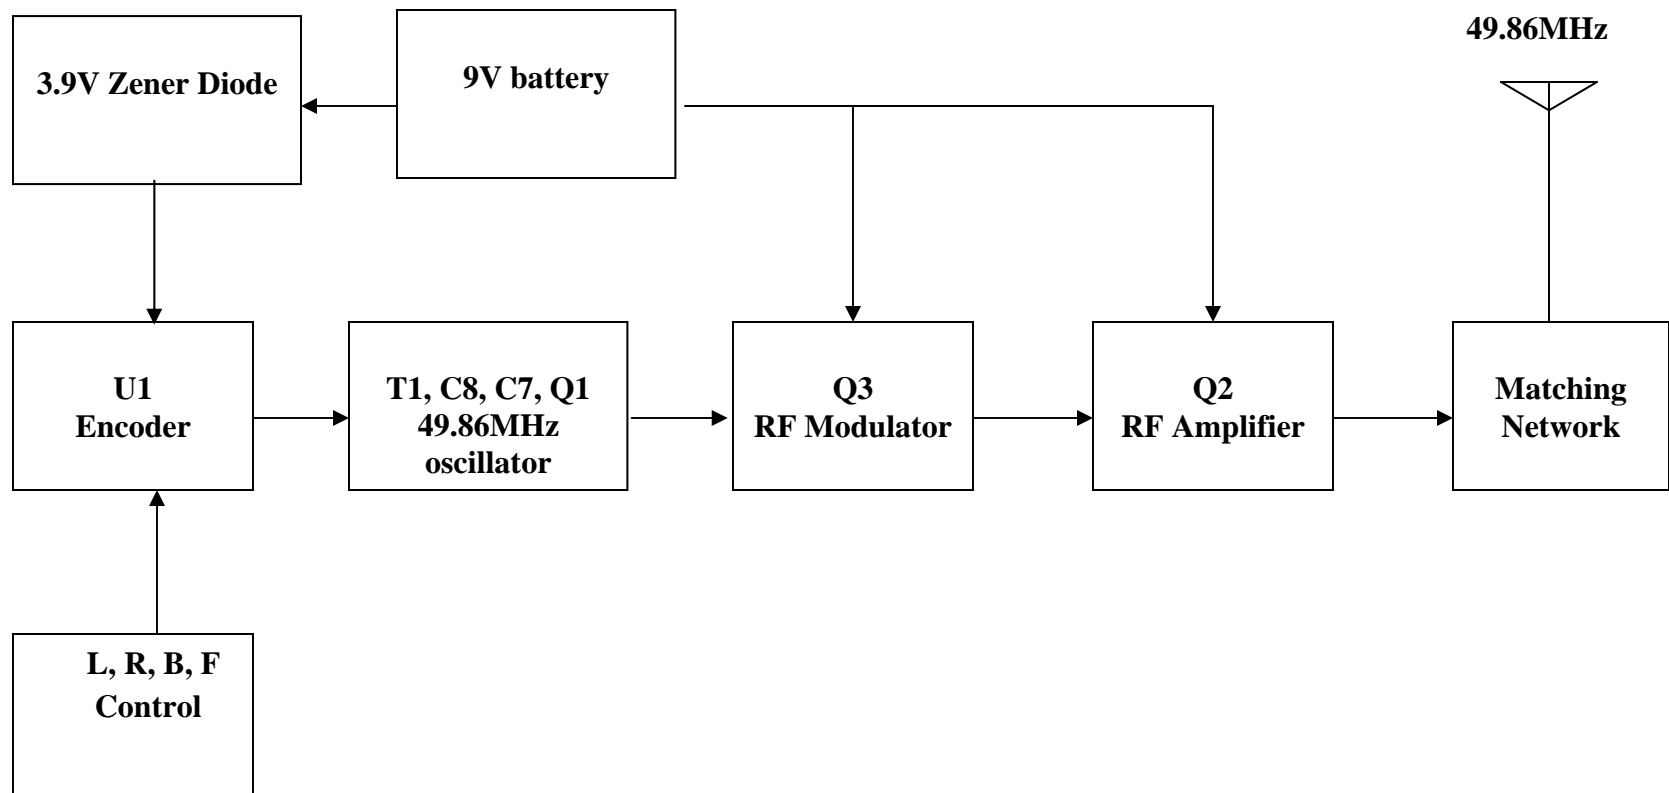 49.86MHz
3.9V Zener Diode
9V battery
U1
Encoder
T1, C8, C7, Q1
49.86MHz
oscillator
Q3
RF Modulator
Q2
RF Amplifier
Matching
Network
L, R, B, F
Control